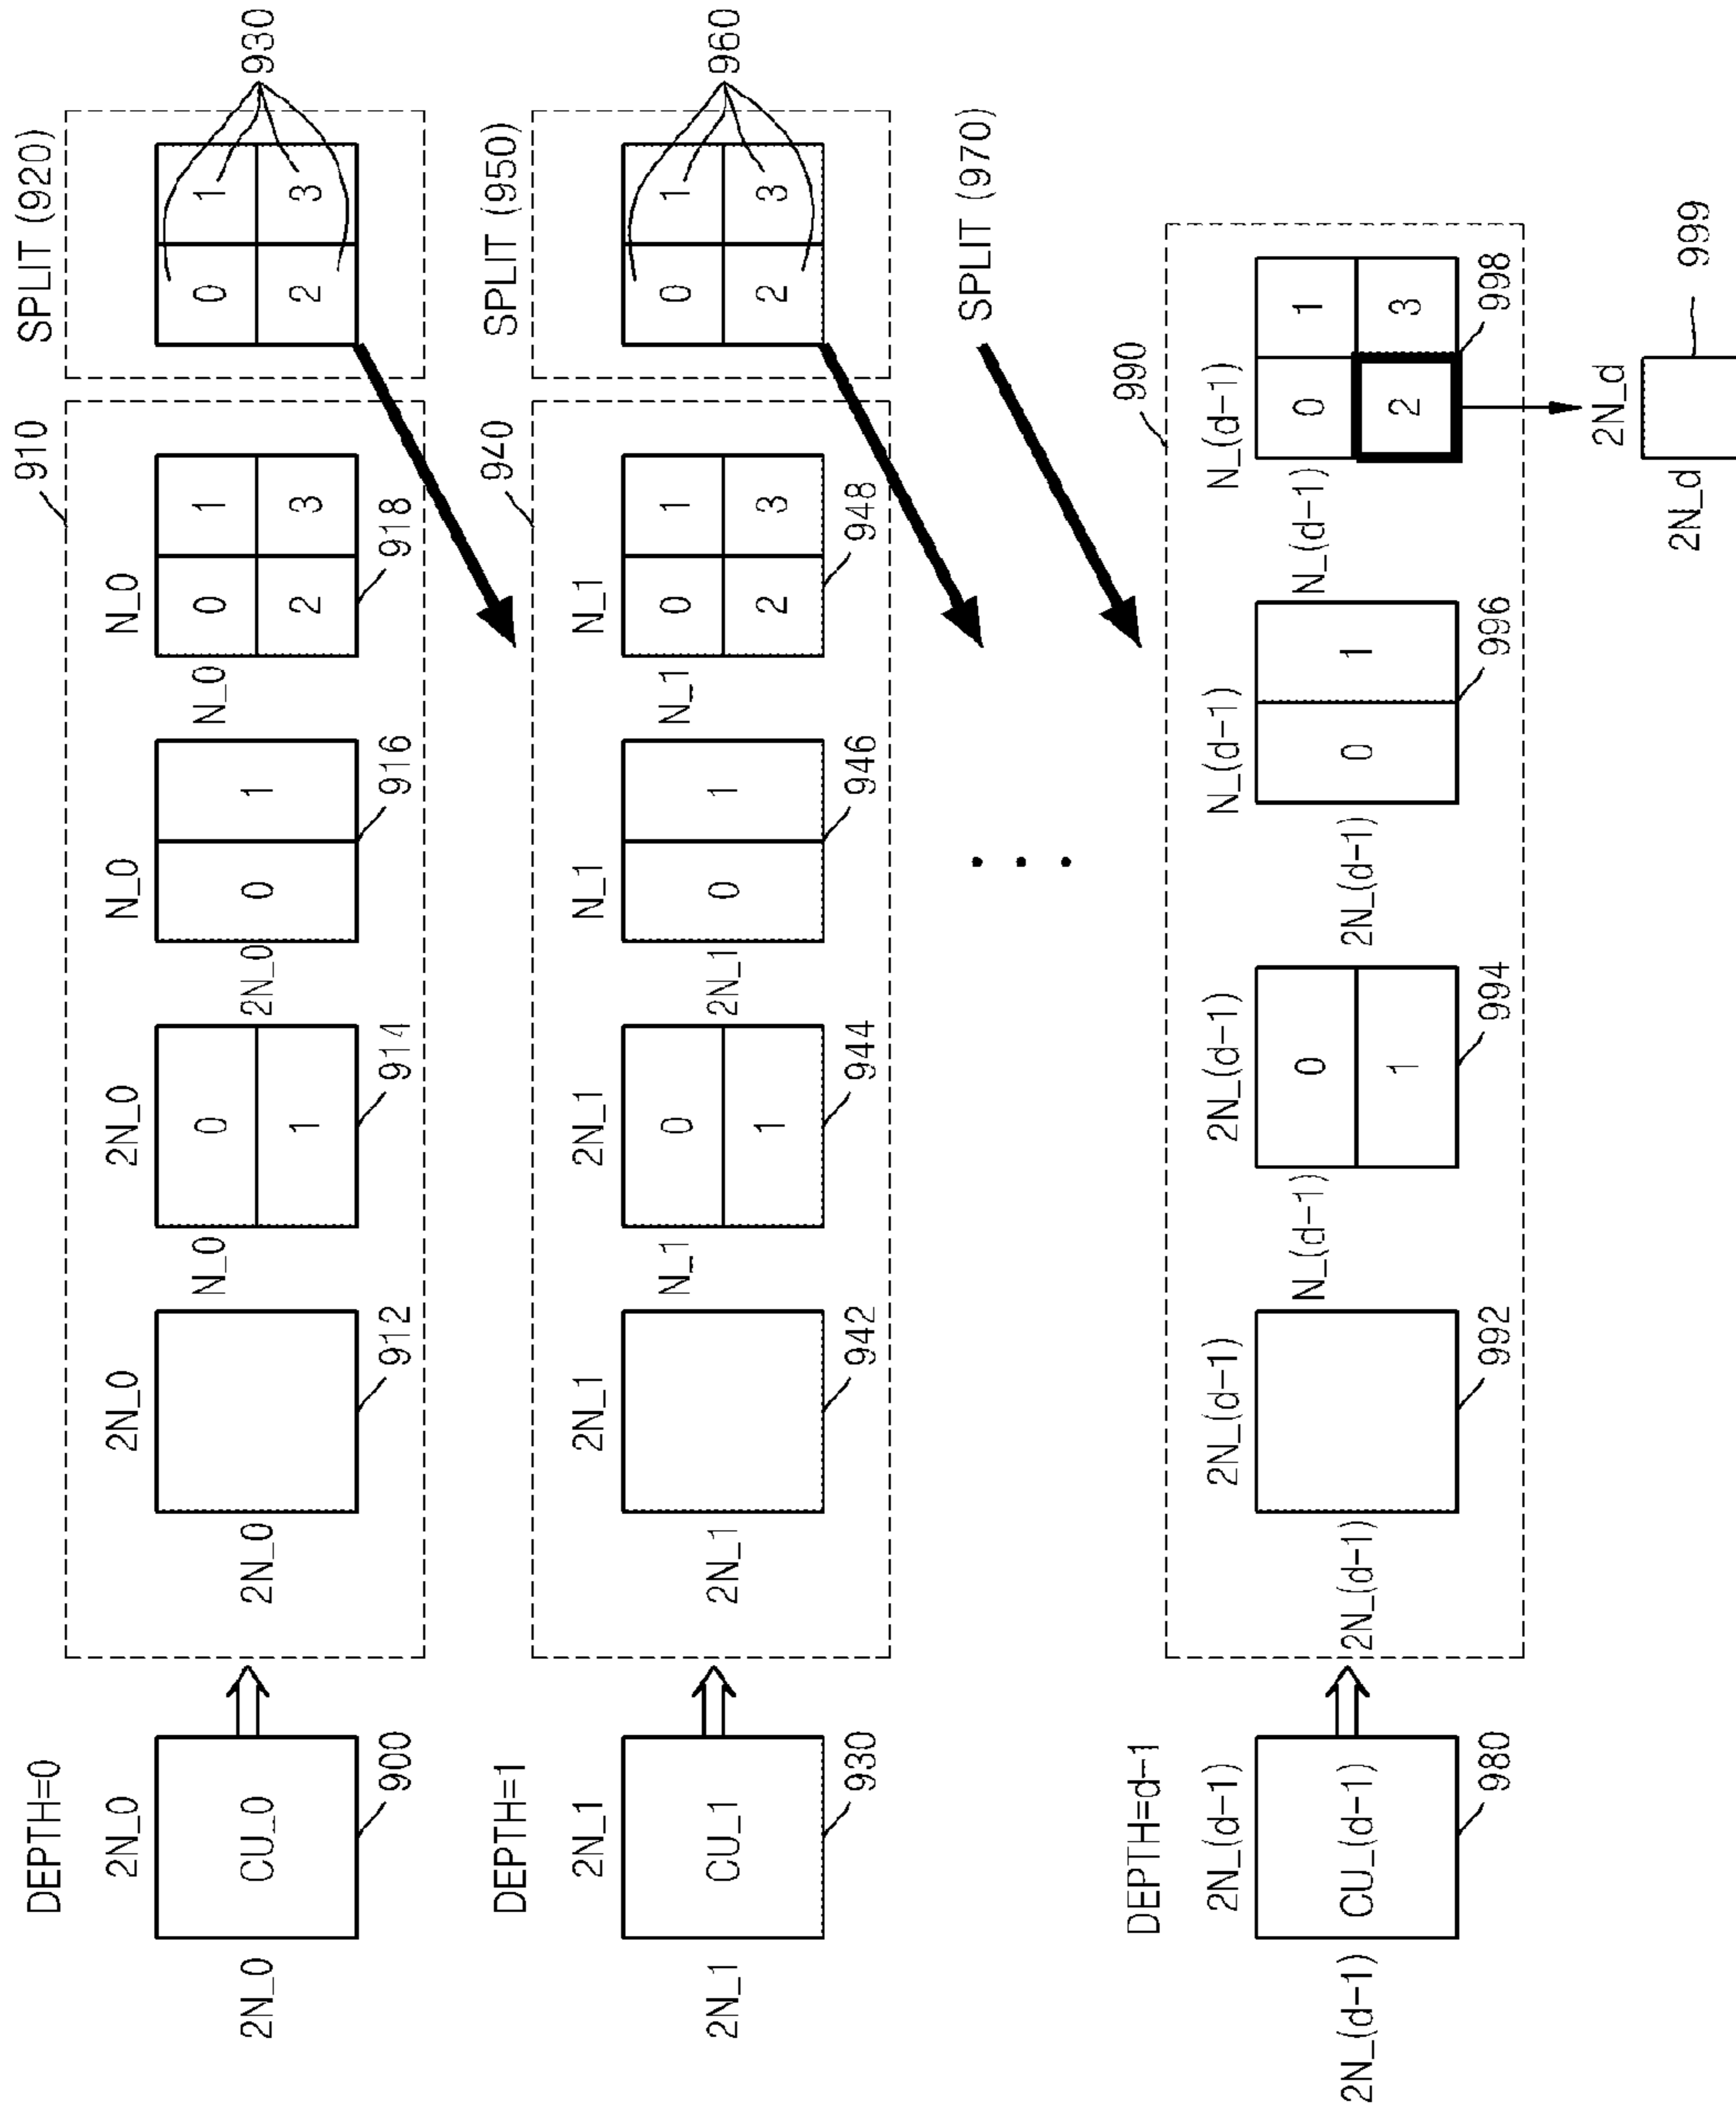 DEPTH=0
2N_0
2N_0
CU_0
900
910
2N_0
2N_0
912
2N_0
N_0
0
1
914
N_0
2N_0
0
1
916
N_0
N_0
0
1
2
3
918
SPLIT (920)
0
1
2
3
930
DEPTH=1
2N_1
2N_1
CU_1
930
940
2N_1
2N_1
942
2N_1
N_1
0
1
944
N_1
2N_1
0
1
946
N_1
N_1
0
1
2
3
948
SPLIT (950)
0
1
2
3
960
SPLIT (970)
DEPTH=d-1
2N_(d-1)
2N_(d-1)
CU_(d-1)
980
990
2N_(d-1)
2N_(d-1)
992
2N_(d-1)
N_(d-1)
0
1
994
N_(d-1)
2N_(d-1)
0
1
996
N_(d-1)
N_(d-1)
0
1
2
3
998
2N_d
2N_d
999